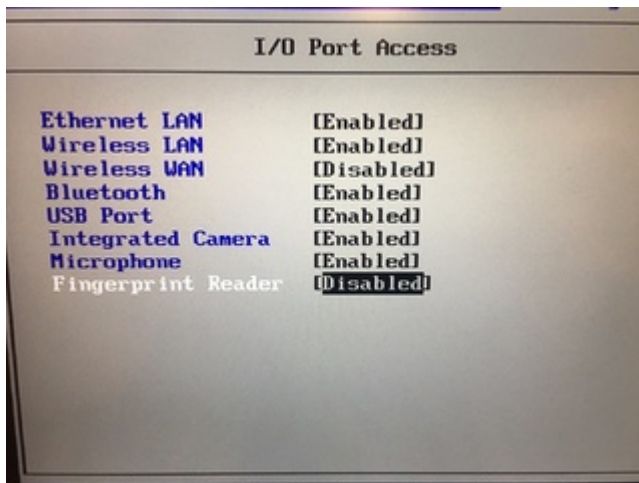 I/O Port Access
Ethernet LAN [Enabled]
Wireless LAN [Enabled]
Wireless WAN [Disabled]
Bluetooth [Enabled]
USB Port [Enabled]
Integrated Camera [Enabled]
Microphone [Enabled]
Fingerprint Reader [Disabled]